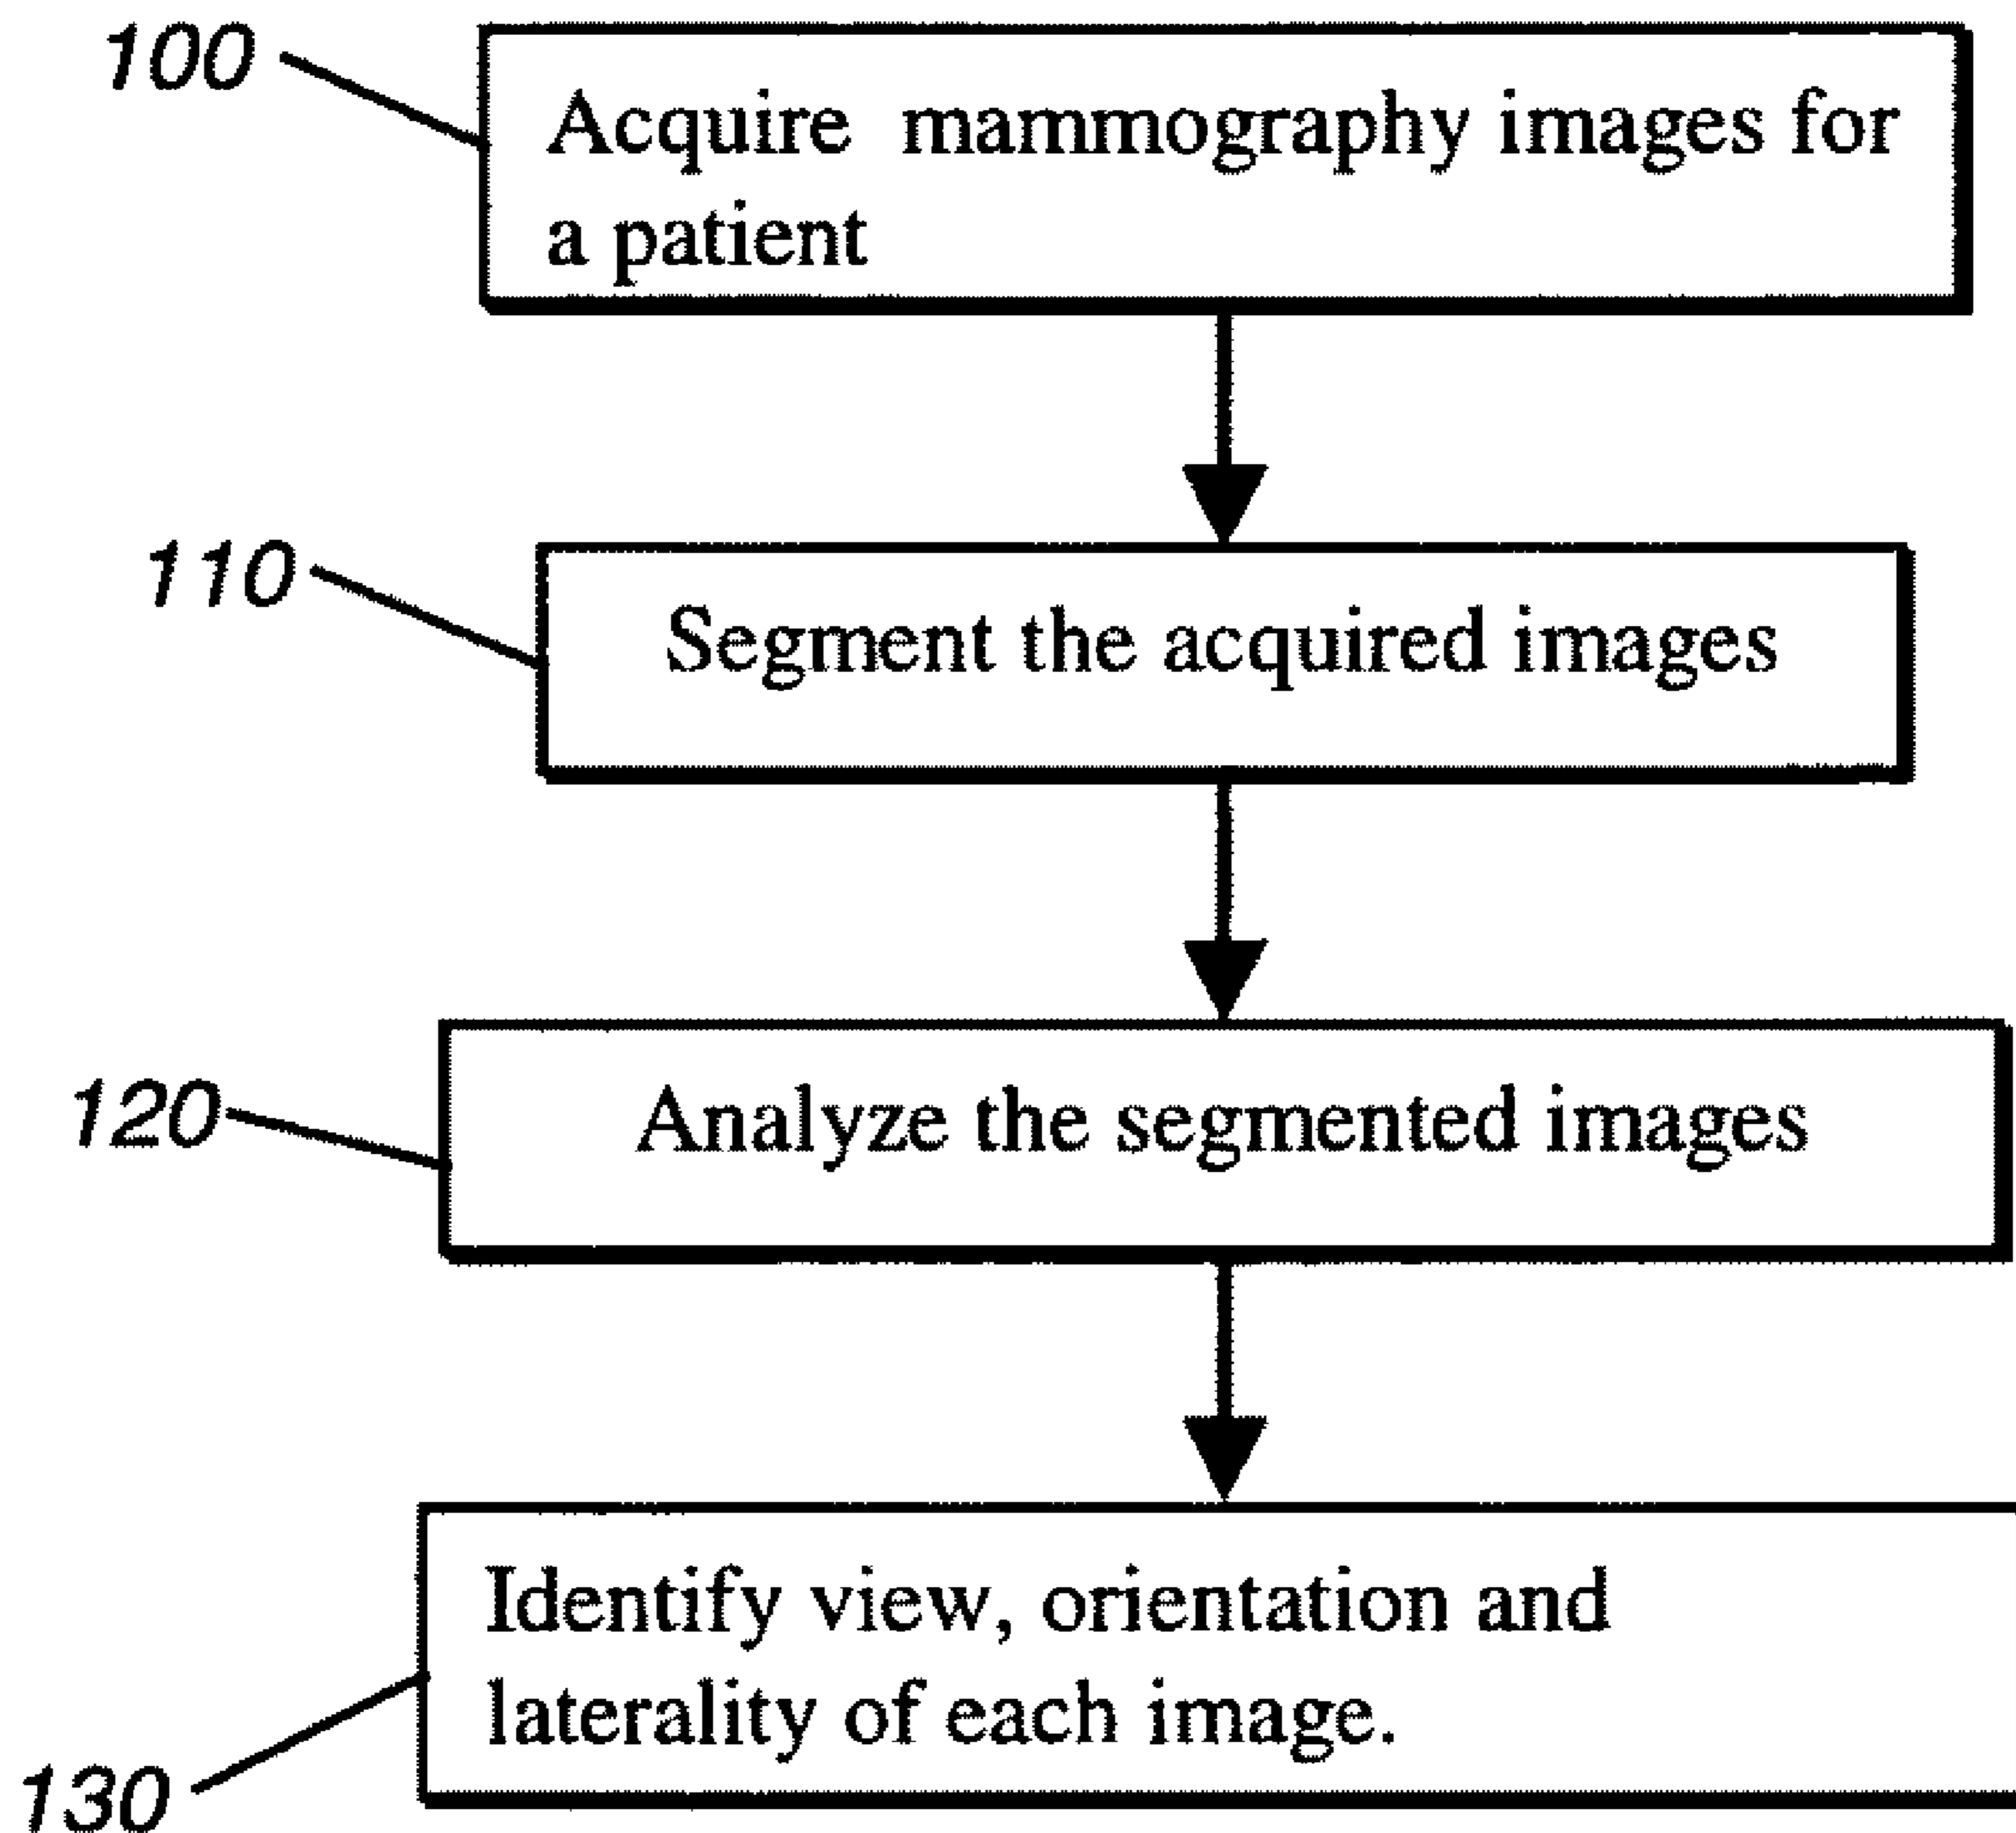 100
Acquire mammography images for
a patient
110
Segment the acquired images
120
Analyze the segmented images
Identify view, orientation and
laterality of each image.
130